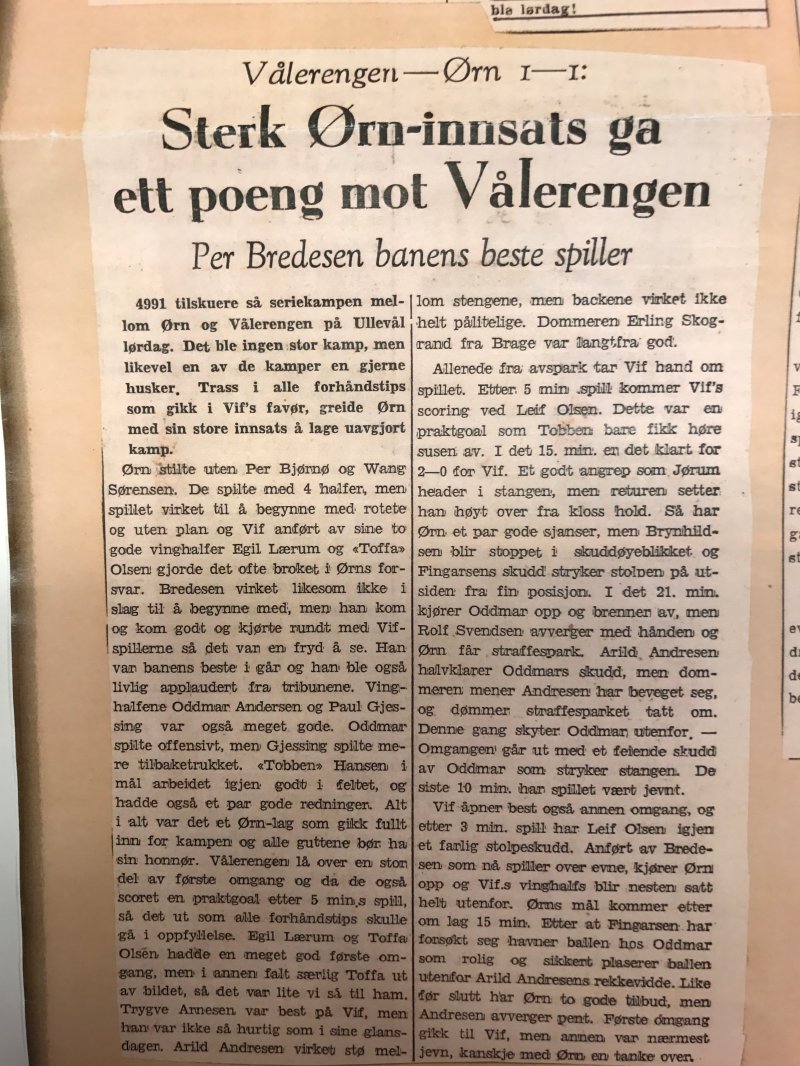 bla lørdag!
Vålerengen—Ørn 1—1:
Sterk Ørn-innsats ga
ett poeng mot Vålerengen
Per Bredesen banens beste spiller
4991 tilskuere så seriekampen mel-
lom Ørn og Vålerengen på Ullevål
lørdag. Det ble ingen stor kamp, men
likevel en av de kamper en gjerne
husker. Trass i alle forhåndstips
som gikk i Vif's favør, greide Ørn
med sin store innsats å lage uavgjort
kamp.
Ørn stilte uten Per Bjørnø og Wang
Sørensen. De spilte med 4 halfer, men
spillet virket til å begynne med rotete
og uten plan og Vif anført av sine to
gode vinghalfer Egil Lærum og «Toffa»
Olsen gjorde det ofte broket i Ørns for-
svar. Bredesen virket likesom ikke i
slag til å begynne med, men han kom
og kom godt og kjørte rundt med Vif-
spillerne så det var en fryd å se. Han
var banens beste i går og han ble også
livlig applaudert fra tribunene. Ving-
halfene Oddmar Andersen og Paul Gjes-
sing var også meget gode. Oddmar
spilte offensivt, men Gjessing spilte me-
re tilbaketrukket. «Tobben» Hansen i
mål arbeidet igjen godt i feltet, og
hadde også et par gode redninger. Alt
i alt var det et Ørn-lag som gikk fullt
inn for kampen og alle guttene bør ha
sin honnør. Vålerengen lå over en stor
del av første omgang og da de også
scoret en praktgoal etter 5 min.s spill,
så det ut som alle forhåndstips skulle
gå i oppfyllelse. Egil Lærum og Toffa
Olsen hadde en meget god første om-
gang, men i annen falt særlig Toffa ut
av bildet, så det var lite vi så til ham.
Trygve Arnesen var best på Vif, men
han var ikke så hurtig som i sine glans-
dager. Arild Andresen virket stø mel-
lom stengene, men backene virket ikke
helt pålitelige. Dommeren Erling Skog-
rand fra Brage var langtfra god.
Allerede fra avspark tar Vif hand om
spillet. Etter 5 min .spill kommer Vif's
scoring ved Leif Olsen. Dette var en
praktgoal som Tobben bare fikk høre
susen av. I det 15. min. en det klart for
2—0 for Vif. Et godt angrep som Jørum
header i stangen, men returen setter
han høyt over fra kloss hold. Så har
Ørn et par gode sjanser, men Brynhild-
sen blir stoppet i skuddøyeblikket og
Fingarsens skudd stryker stolpen på ut-
siden fra fin posisjon. I det 21. min.
kjører Oddmar opp og brenner av, men
Rolf Svendsen avverger med hånden og
Ørn får straffespark. Arild Andresen
halvklarer Oddmars skudd, men dom-
meren mener Andresen har beveget seg,
og dømmer straffesparket tatt om.
Denne gang skyter Oddmar utenfor. —
Omgangen går ut med et feiende skudd
av Oddmar som stryker stangen. De
siste 10 min. har spillet vært jevnt.
Vif åpner best også annen omgang, og
etter 3 min. spill har Leif Olsen igjen
et farlig stolpeskudd. Anført av Brede-
sen som nå spiller over evne, kjører Ørn
opp og Vif.s vinghalfs blir nesten satt
helt utenfor. Ørns mål kommer etter
om lag 15 min. Etter at Fingarsen har
forsøkt seg havner ballen hos Oddmar
som rolig og sikkert plaserer ballen
utenfor Arild Andresens rekkevidde. Like
før slutt har Ørn to gode tilbud, men
Andresen avverger pent. Første omgang
gikk til Vif, men annen var nærmest
jevn, kanskje med Ørn en tanke over.